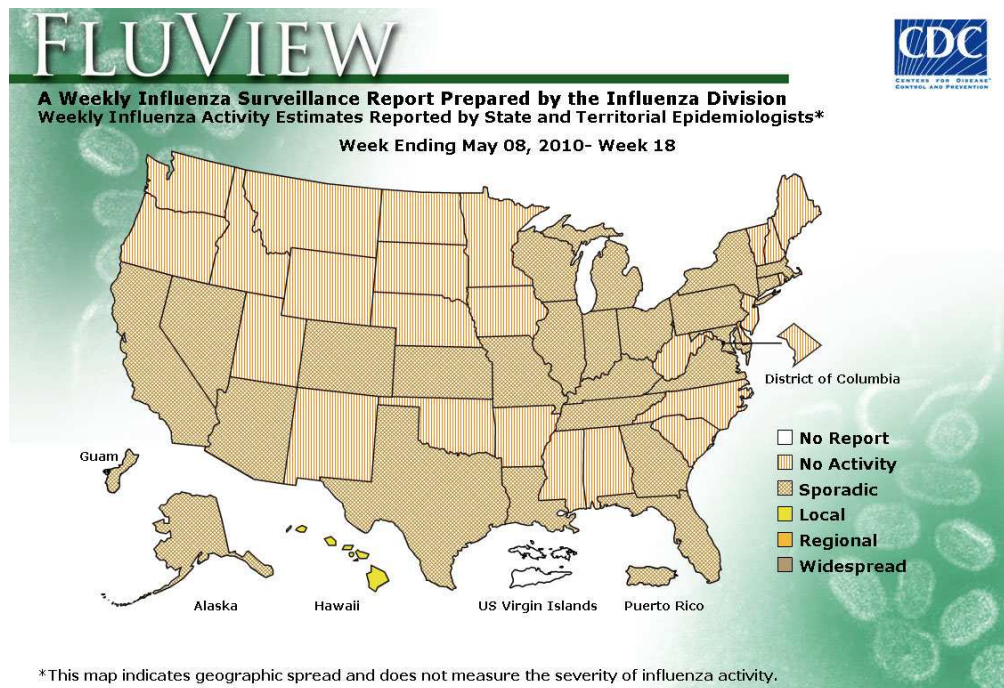 FLUVIEW
CDC
CENTERS FOR DISEASE
CONTROL AND PREVENTION
A Weekly Influenza Surveillance Report Prepared by the Influenza Division
Weekly Influenza Activity Estimates Reported by State and Territorial Epidemiologists*
Week Ending May 08, 2010- Week 18
District of Columbia
No Report
Guam
No Activity
Sporadic
Local
Regional
Widespread
Alaska
Hawaii
US Virgin Islands
Puerto Rico
*This map indicates geographic spread and does not measure the severity of influenza activity.